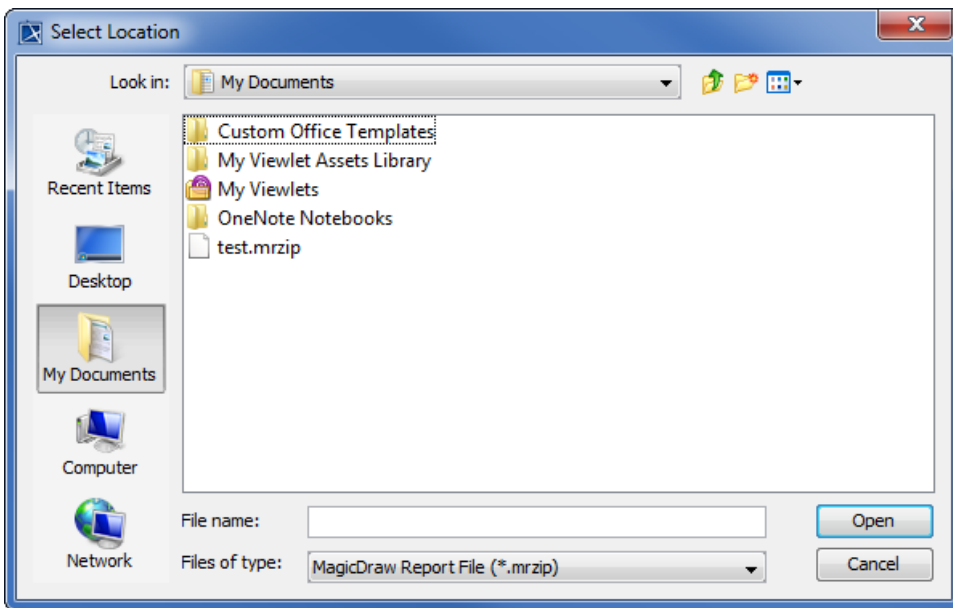 Select Location
Look in:
My Documents
Recent Items
Desktop
My Documents
Computer
Network
Custom Office Templates
My Viewlet Assets Library
My Viewlets
OneNote Notebooks
test.mrzip
File name:
Open
Files of type:
MagicDraw Report File (*.mrzip)
Cancel